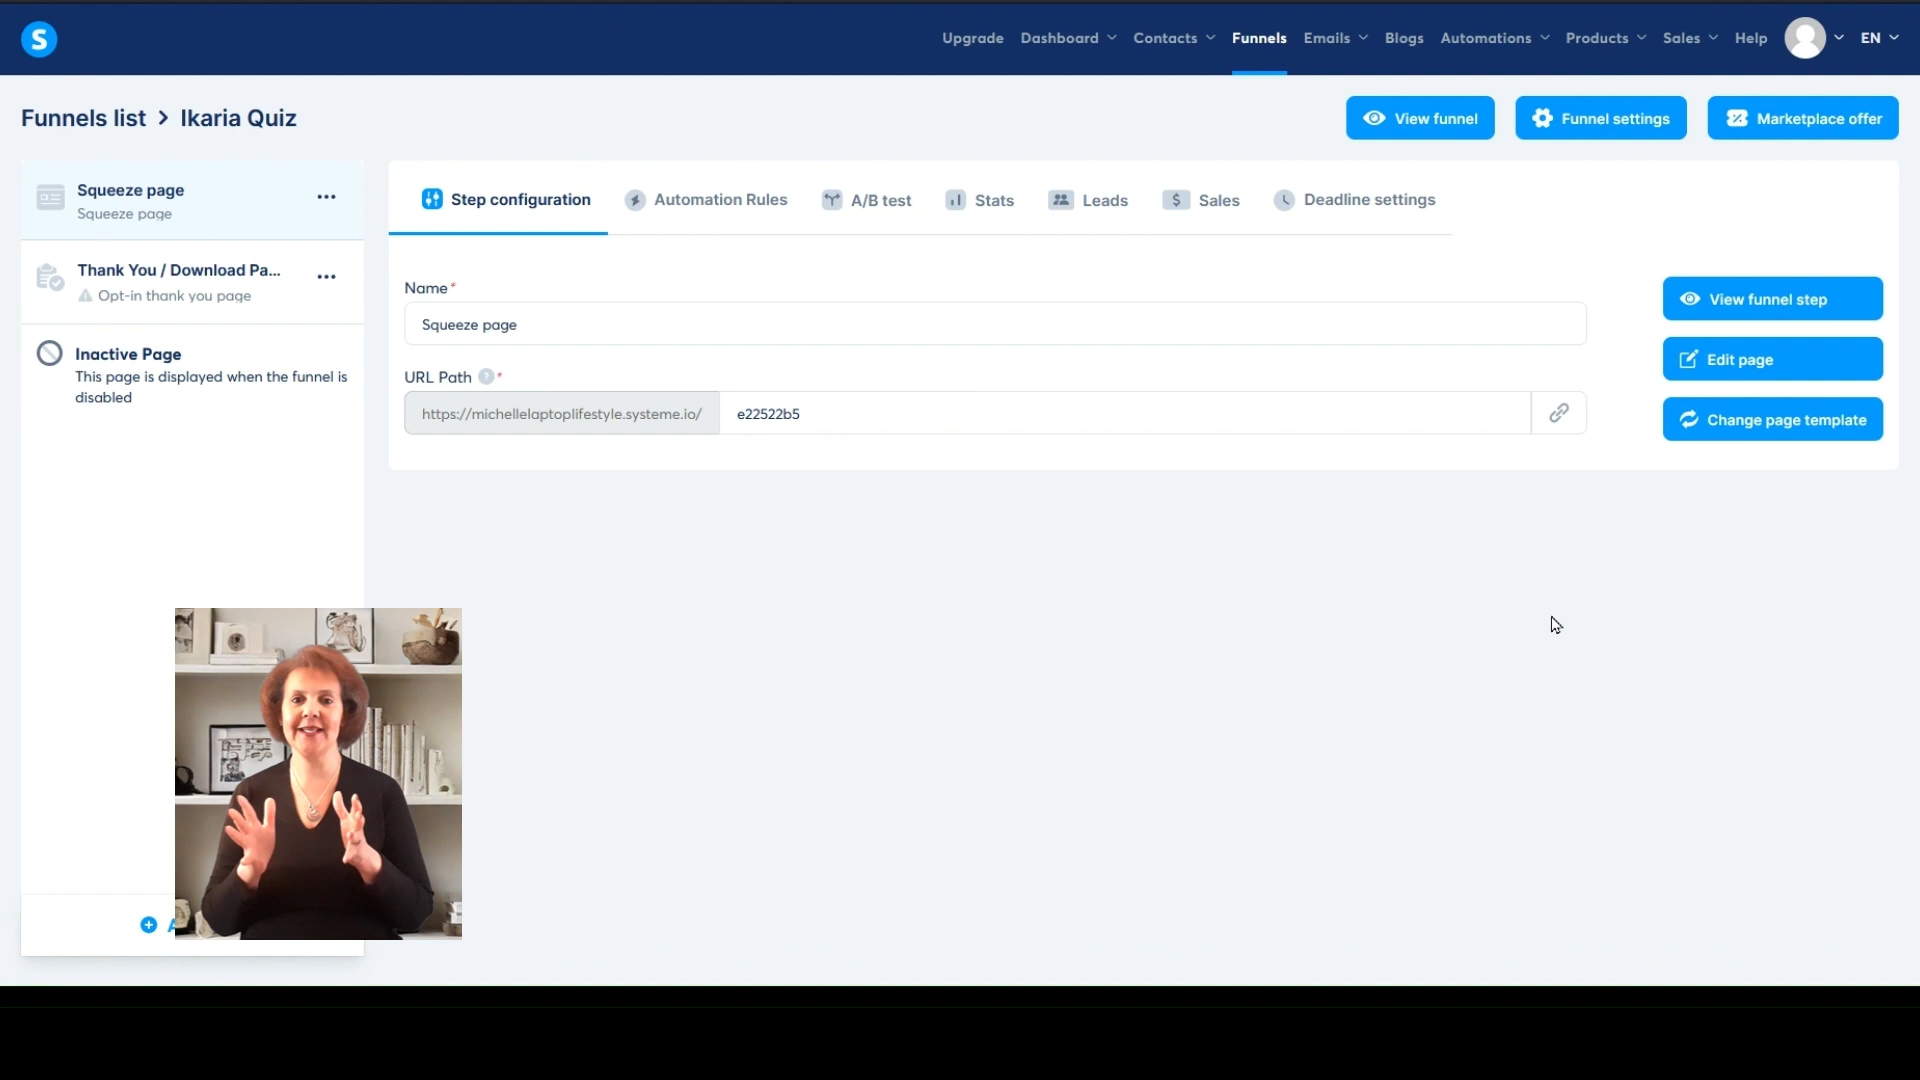 S
Upgrade Dashboard Contacts Funnels Emails Blogs Automations Products Sales Help EN
Funnels list > Ikaria Quiz
View funnel
Funnel settings
Marketplace offer
Squeeze page
Squeeze page
Thank You / Download Pa...
Opt-in thank you page
Inactive Page
This page is displayed when the funnel is
disabled
Step configuration
Automation Rules
A/B test
Stats
Leads
$ Sales
Deadline settings
Name*
Squeeze page
URL Path ? *
https://michellelaptoplifestyle.systeme.io/ e22522b5
View funnel step
Edit page
Change page template